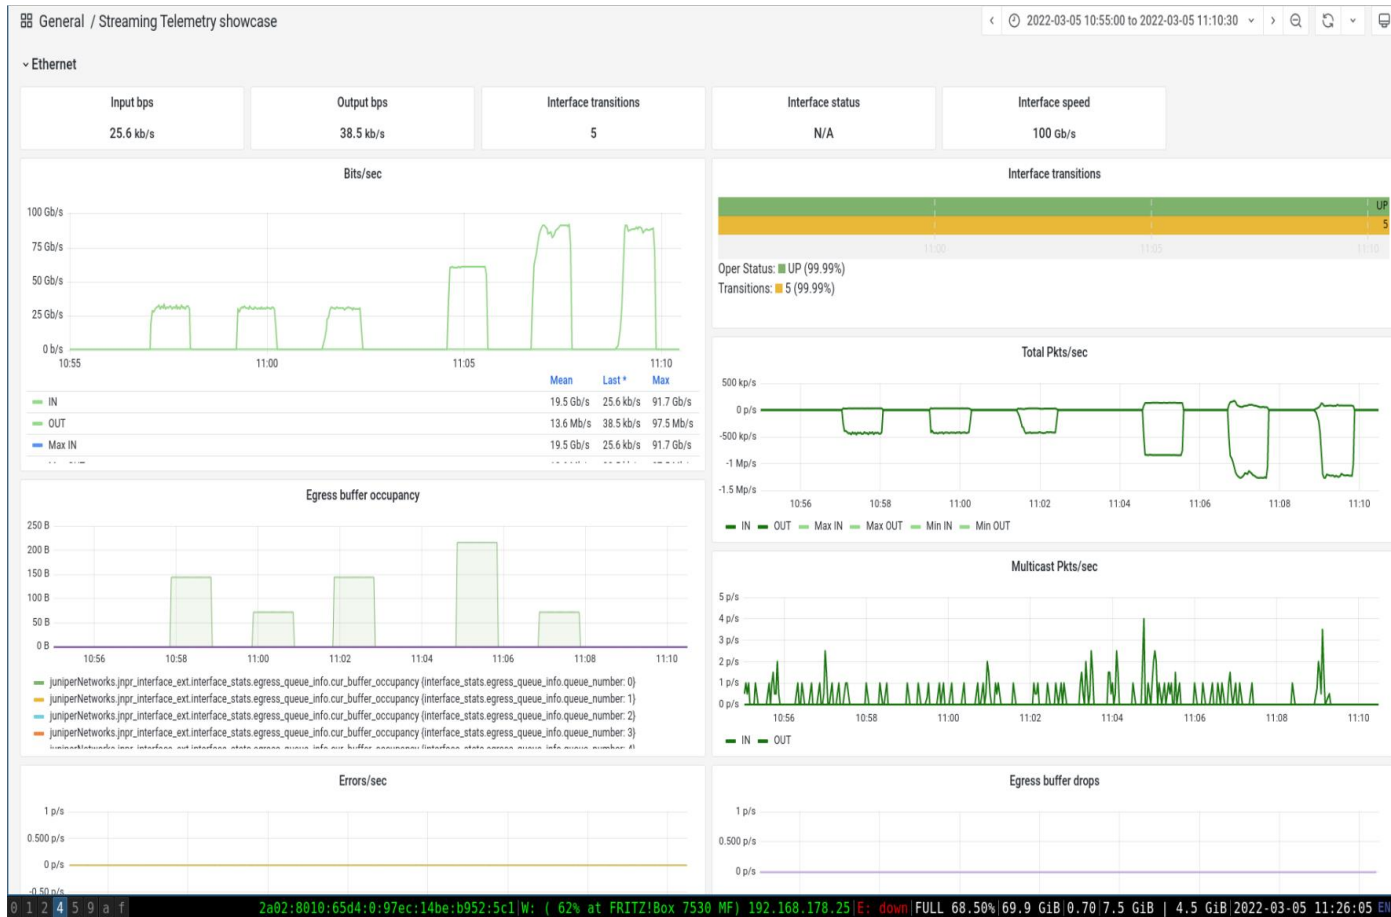 General / Streaming Telemetry showcase
2022-03-05 10:55:00 to 2022-03-05 11:10:30
Ethernet
Input bps
25.6 kb/s
Output bps
38.5 kb/s
Interface transitions
5
Interface status
N/A
Interface speed
100 Gb/s
Bits/sec
100 Gb/s
75 Gb/s
50 Gb/s
25 Gb/s
0 b/s
10:55 11:00 11:05 11:10
Mean Last * Max
IN 19.5 Gb/s 25.6 kb/s 91.7 Gb/s
OUT 13.6 Mb/s 38.5 kb/s 97.5 Mb/s
Max IN 19.5 Gb/s 25.6 kb/s 91.7 Gb/s
Interface transitions
UP
5
11:00 11:05 11:10
Oper Status: UP (99.99%)
Transitions: 5 (99.99%)
Total Pkts/sec
500 kp/s
0 p/s
-500 kp/s
-1 Mp/s
-1.5 Mp/s
10:56 10:58 11:00 11:02 11:04 11:06 11:08 11:10
IN OUT Max IN Max OUT Min IN Min OUT
Egress buffer occupancy
250 B
200 B
150 B
100 B
50 B
0 B
10:56 10:58 11:00 11:02 11:04 11:06 11:08 11:10
juniperNetworks.jnpr_interface_ext.interface_stats.egress_queue_info.cur_buffer_occupancy {interface_stats.egress_queue_info.queue_number: 0}
juniperNetworks.jnpr_interface_ext.interface_stats.egress_queue_info.cur_buffer_occupancy {interface_stats.egress_queue_info.queue_number: 1}
juniperNetworks.jnpr_interface_ext.interface_stats.egress_queue_info.cur_buffer_occupancy {interface_stats.egress_queue_info.queue_number: 2}
juniperNetworks.jnpr_interface_ext.interface_stats.egress_queue_info.cur_buffer_occupancy {interface_stats.egress_queue_info.queue_number: 3}
Multicast Pkts/sec
5 p/s
4 p/s
3 p/s
2 p/s
1 p/s
0 p/s
10:56 10:58 11:00 11:02 11:04 11:06 11:08 11:10
IN OUT
Errors/sec
1 p/s
0.500 p/s
0 p/s
-0.50 p/s
Egress buffer drops
1 p/s
0.500 p/s
0 p/s
0 1 2 4 5 9 a f
2a02:8010:65d4:0:97ec:14be:b952:5c1|W: ( 62% at FRITZ!Box 7530 MF) 192.168.178.25|E: down|FULL 68.50%|69.9 GiB|0.70|7.5 GiB | 4.5 GiB|2022-03-05 11:26:05 EN